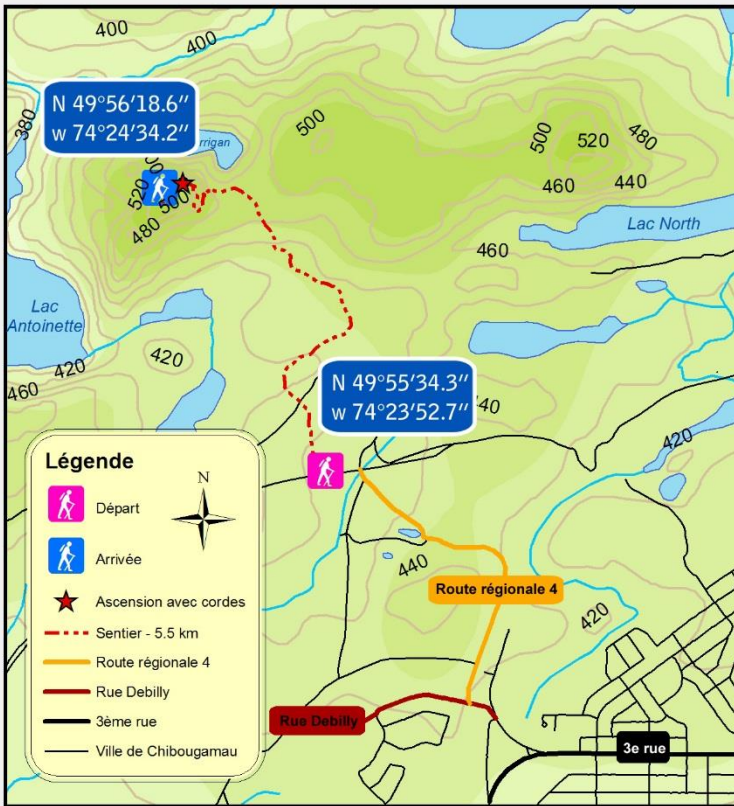 400
400
380
N 49°56'18.6"
w 74°24'34.2"
rrigan
500
500
520
480
520
500
480
460
440
Lac North
460
Lac
Antoinette
420
420
460
N 49°55'34.3"
w 74°23'52.7"
40
420
Légende
N
Départ
Arrivée
Ascension avec cordes
Sentier - 5.5 km
Route régionale 4
Rue Debilly
3ème rue
Ville de Chibougamau
440
Route régionale 4
420
Rue Debilly
3e rue